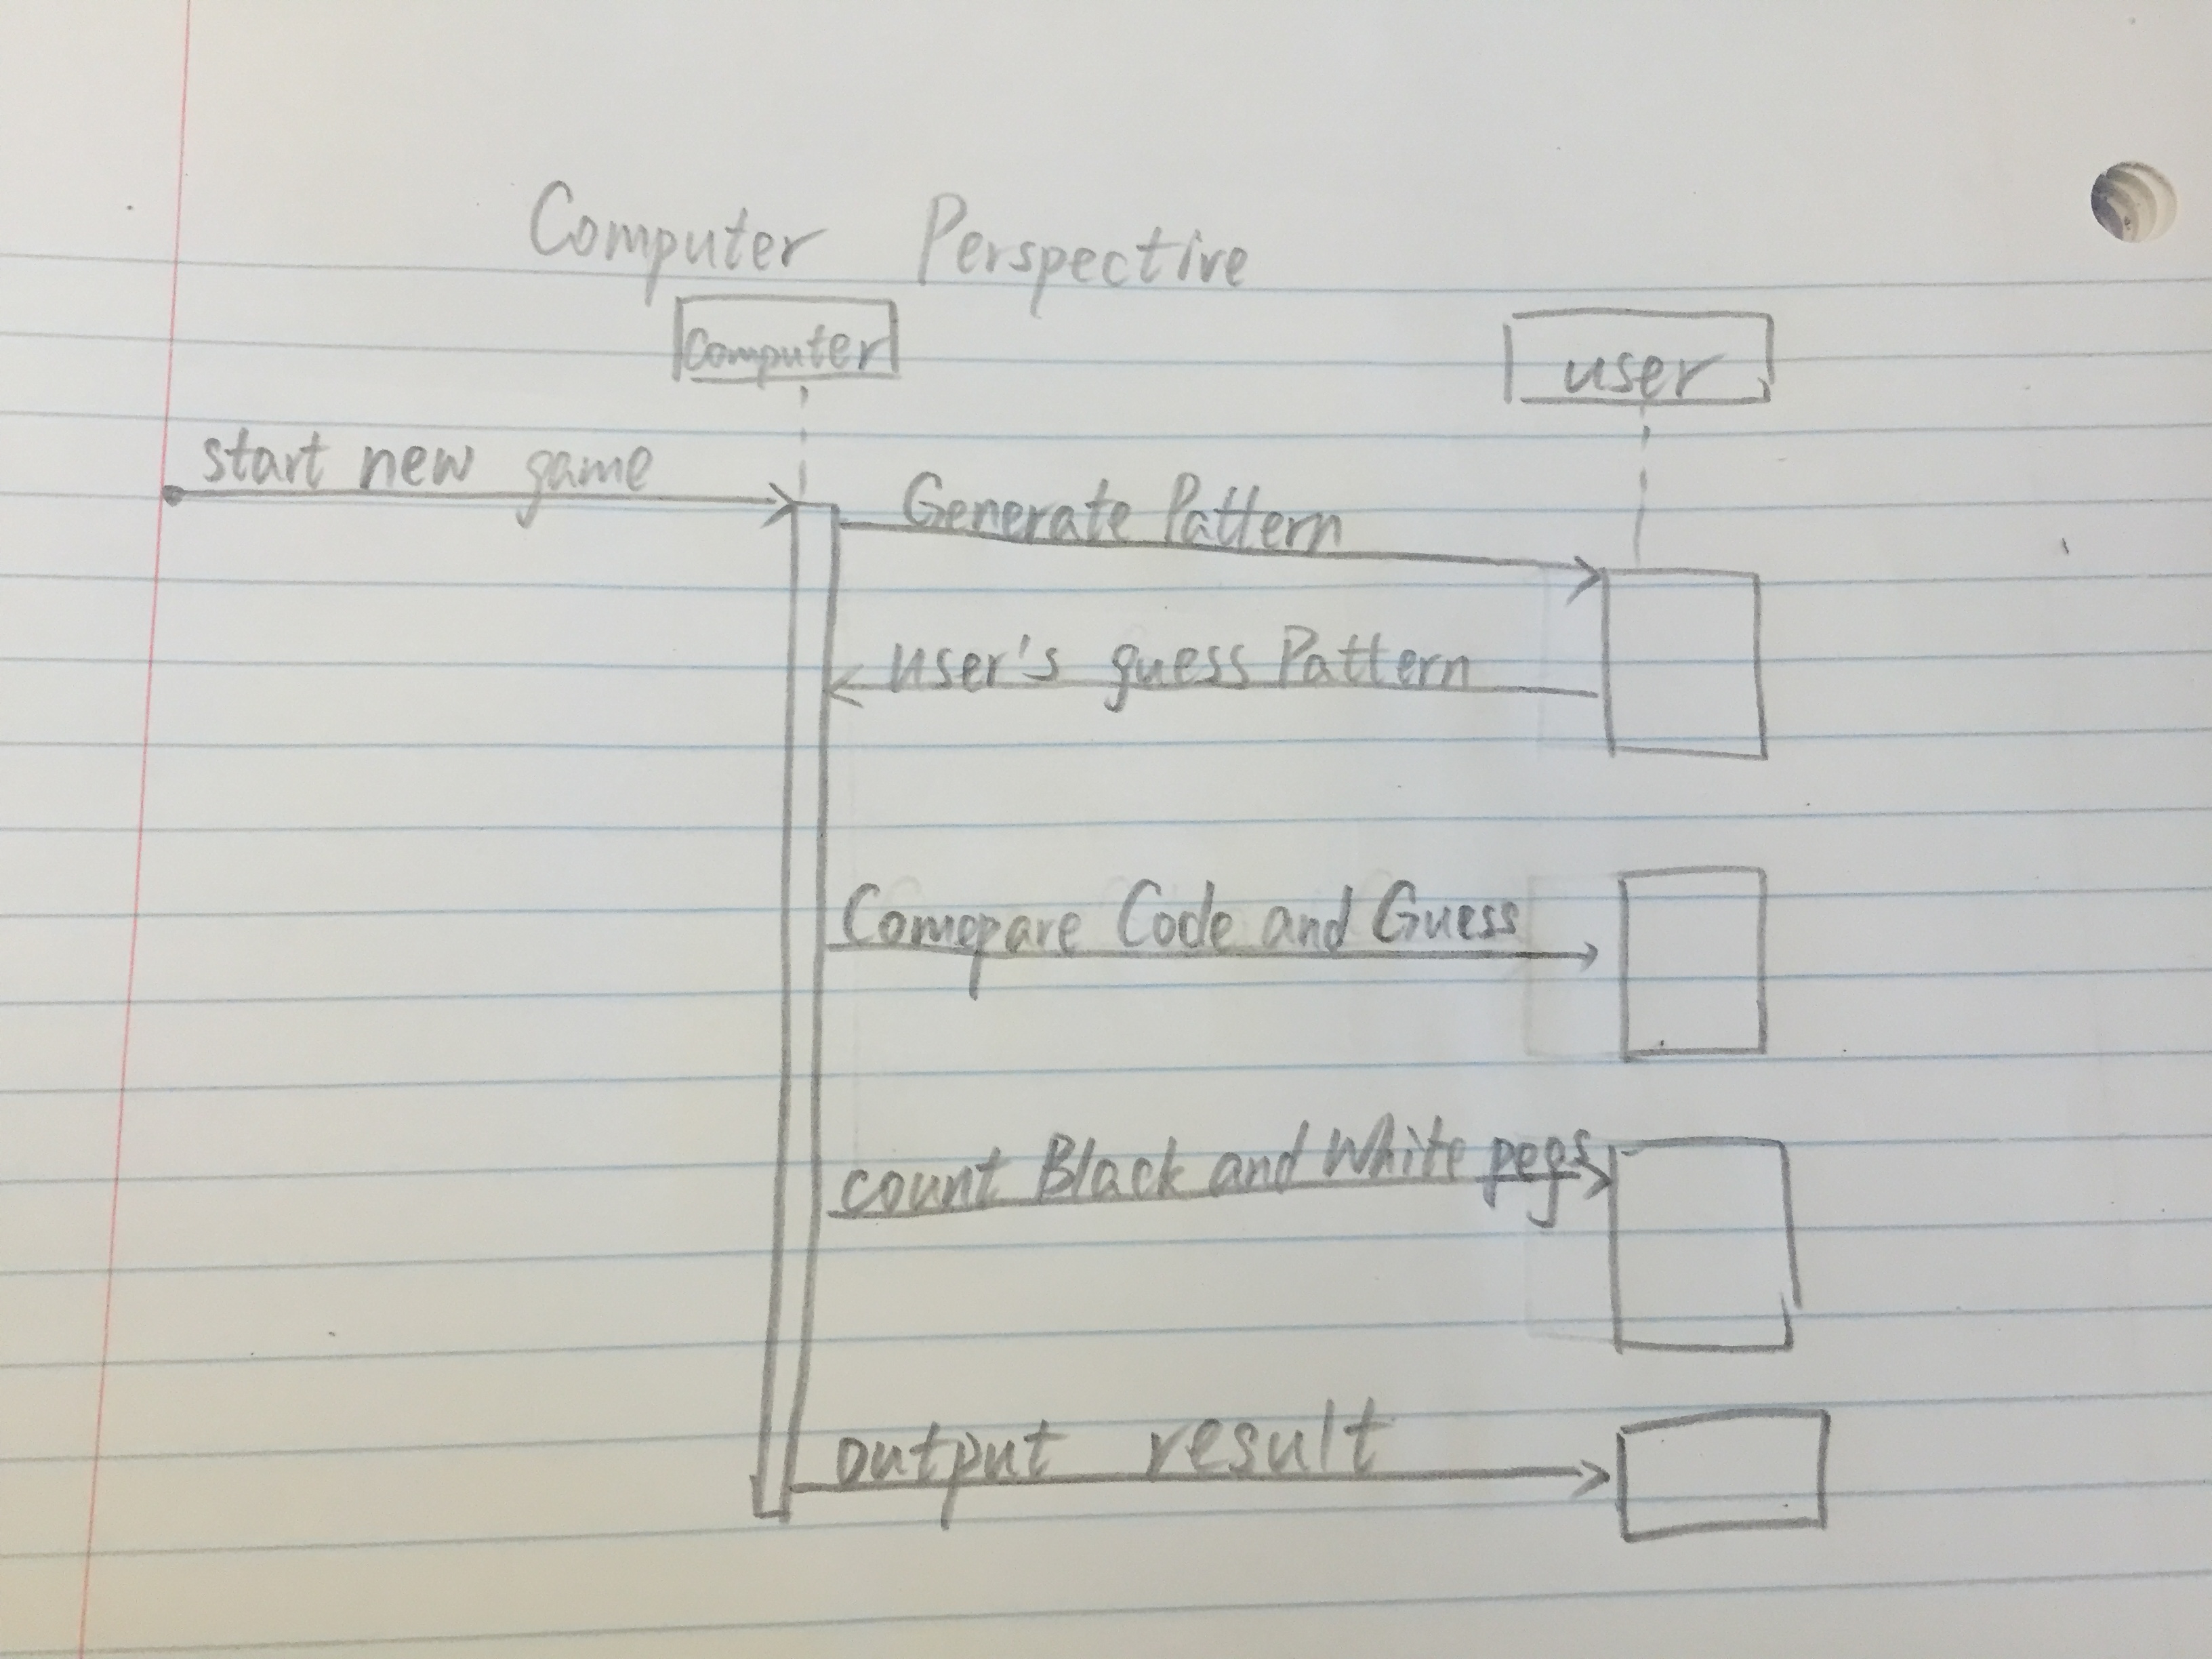 Computer Perspective
Computer
user
start new game
Generate Pattern
user's guess Pattern
Compare Code and Guess
count Black and White pegs
output result